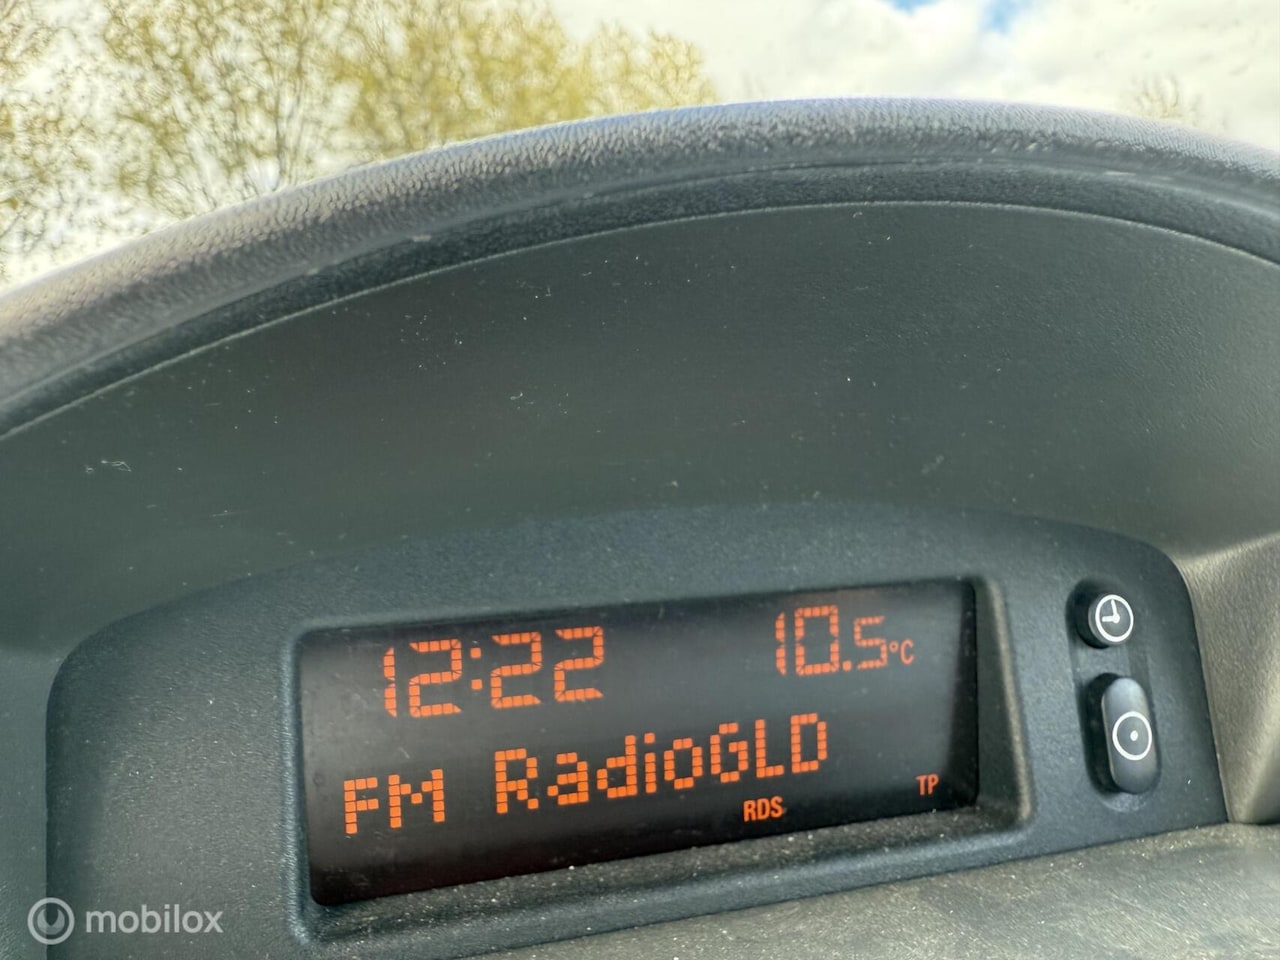 12:22 10.5°C
FM RadioGLD
RDS TP
mobilox